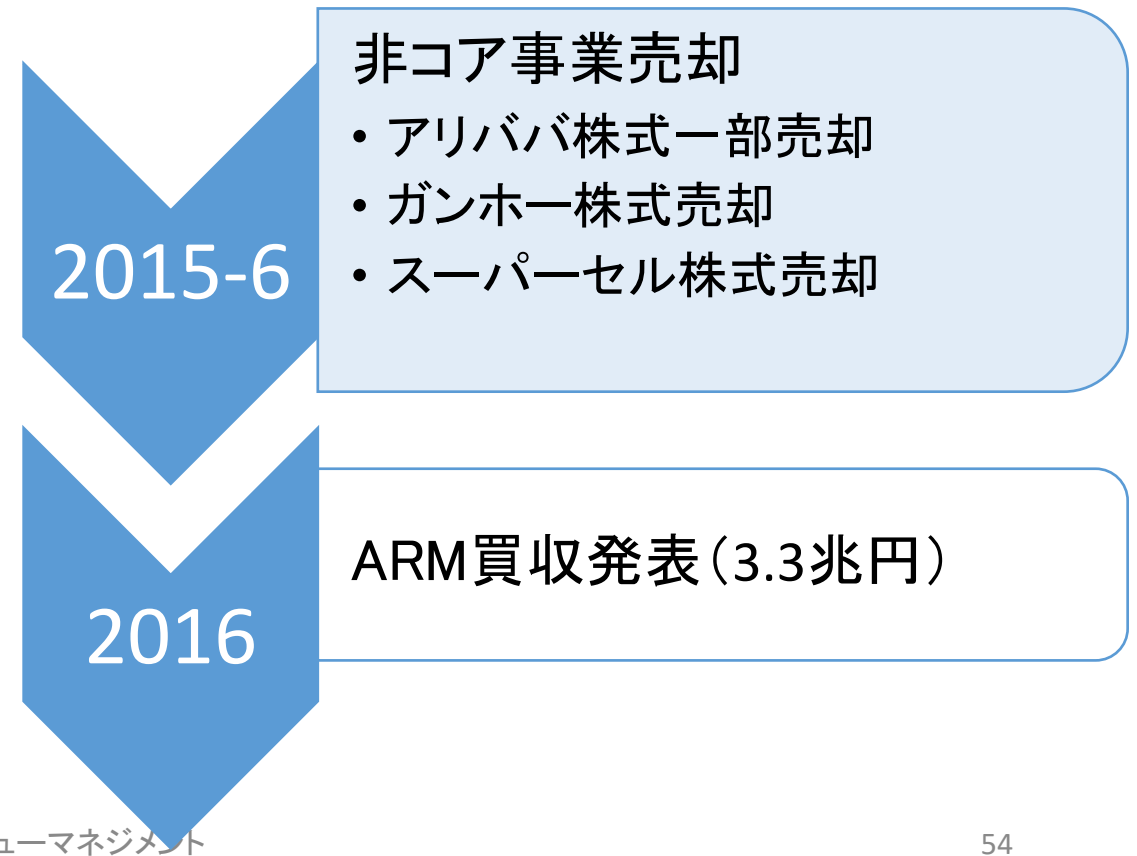 非コア事業売却
• アリババ株式一部売却
• ガンホー株式売却
• スーパーセル株式売却
2015-6
ARM買収発表(3.3兆円)
2016
ューマネジメント
54